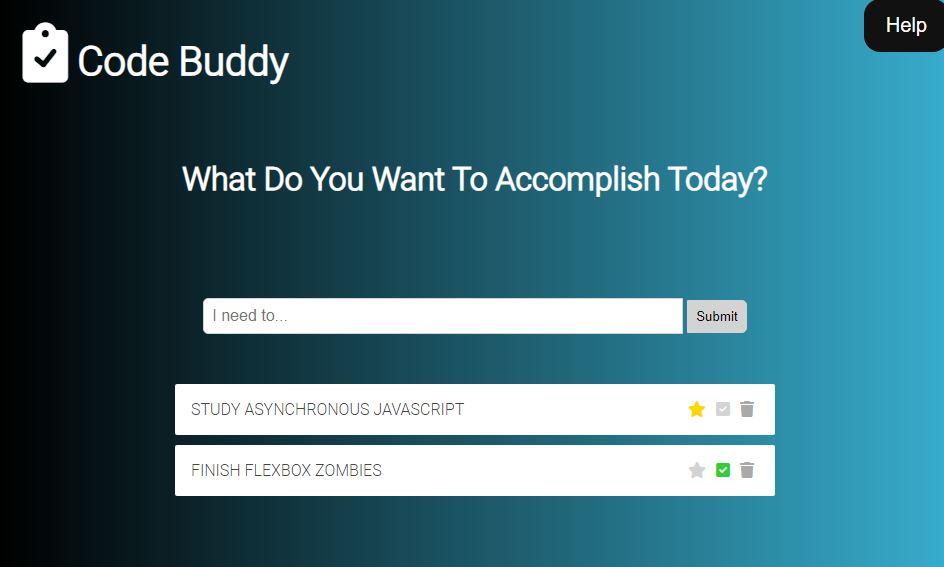 Help
Code Buddy
What Do You Want To Accomplish Today?
I need to... Submit
STUDY ASYNCHRONOUS JAVASCRIPT
FINISH FLEXBOX ZOMBIES